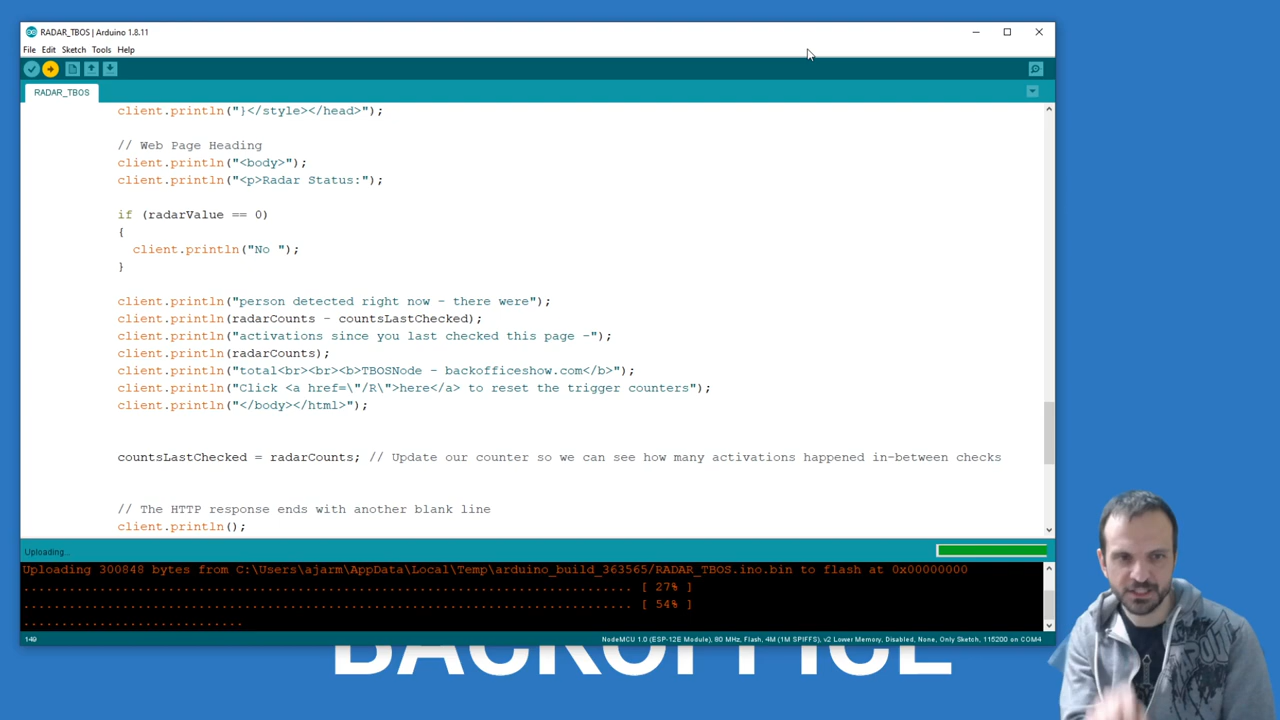 RADAR_TBOS | Arduino 1.8.11
File Edit Sketch Tools Help
RADAR_TBOS
client.println("}</style></head>");
// Web Page Heading
client.println("<body>");
client.println("<p>Radar Status:");
if (radarValue == 0)
{
client.println("No ");
}
client.println("person detected right now - there were");
client.println(radarCounts - countsLastChecked);
client.println("activations since you last checked this page -");
client.println(radarCounts);
client.println("total<br><br><b>TBOSNode - backofficeshow.com</b>");
client.println("Click <a href=\"/R\">here</a> to reset the trigger counters");
client.println("</body></html>");
countsLastChecked = radarCounts; // Update our counter so we can see how many activations happened in-between checks
// The HTTP response ends with another blank line
client.println();
Uploading...
Uploading 300848 bytes from C:\Users\ajarm\AppData\Local\Temp\arduino_build_363565/RADAR_TBOS.ino.bin to flash at 0x00000000
................................................................................ [ 27% ]
................................................................................ [ 54% ]
.............................
149 NodeMCU 1.0 (ESP-12E Module), 80 MHz, Flash, 4M (1M SPIFFS), v2 Lower Memory, Disabled, None, Only Sketch, 115200 on COM4
BACKOFFICE